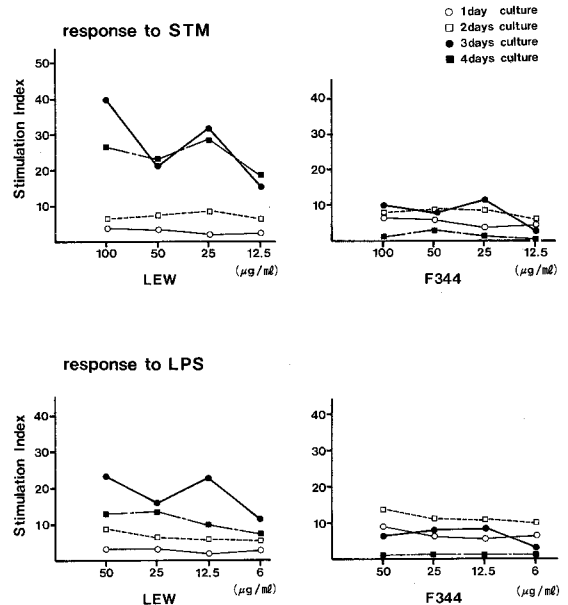 ○ 1day culture
□ 2days culture
● 3days culture
■ 4days culture
response to STM
Stimulation Index
50
40
30
20
10
100 50 25 12.5
(μg/ml)
LEW
40
30
20
10
100 50 25 12.5
(μg/ml)
F344
response to LPS
Stimulation Index
40
30
20
10
50 25 12.5 6
(μg/ml)
LEW
40
30
20
10
50 25 12.5 6
(μg/ml)
F344